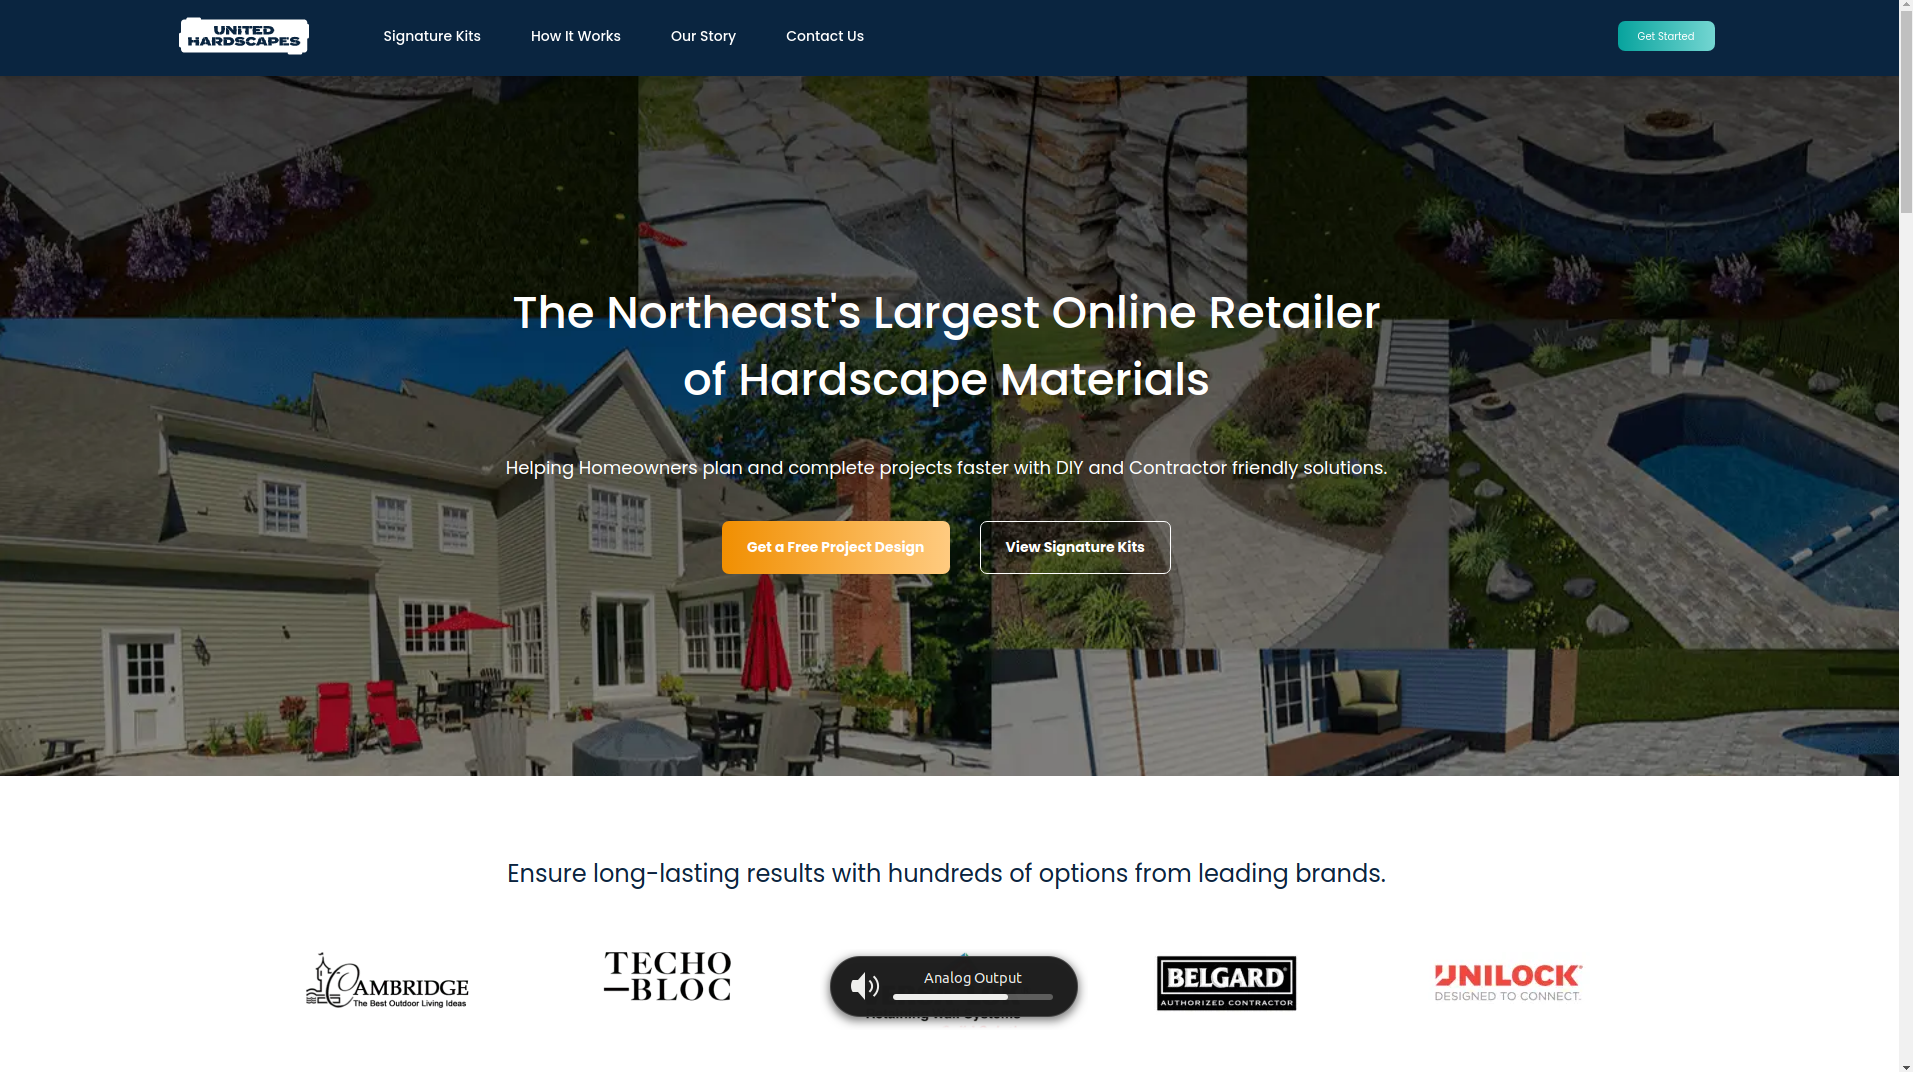 UNITED
HARDSCAPES
Signature Kits
How It Works
Our Story
Contact Us
Get Started
The Northeast's Largest Online Retailer
of Hardscape Materials
Helping Homeowners plan and complete projects faster with DIY and Contractor friendly solutions.
Get a Free Project Design
View Signature Kits
Ensure long-lasting results with hundreds of options from leading brands.
CAMBRIDGE
The Best Outdoor Living Ideas
TECHO
—BLOC
Analog Output
BELGARD
AUTHORIZED CONTRACTOR
UNILOCK
DESIGNED TO CONNECT.